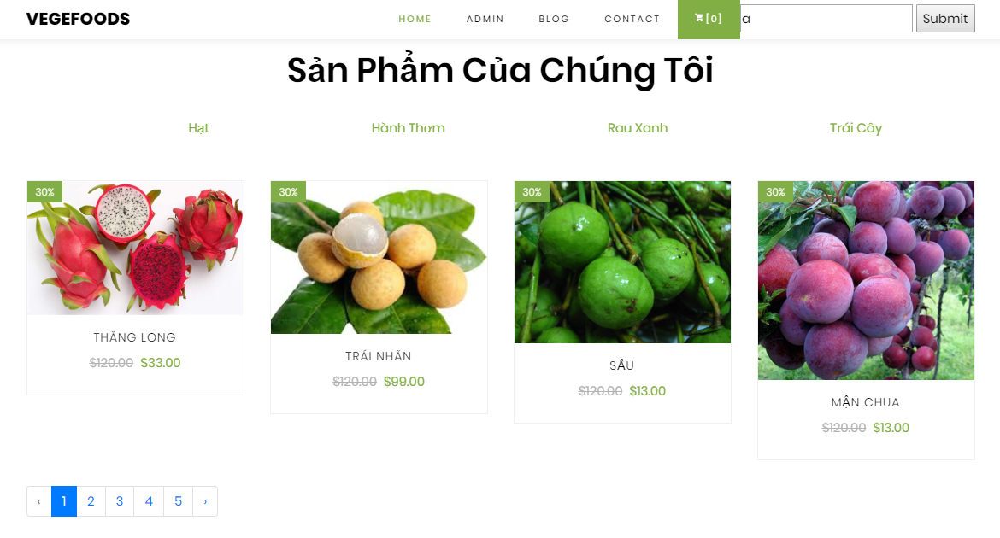 VEGEFOODS HOME ADMIN BLOG CONTACT [0] a Submit
Sản Phẩm Của Chúng Tôi
Hạt Hành Thơm Rau Xanh Trái Cây
30% 30% 30% 30%
THĂNG LONG
$120.00 $33.00
TRÁI NHÃN
$120.00 $99.00
SẤU
$120.00 $13.00
MẬN CHUA
$120.00 $13.00
‹ 1 2 3 4 5 ›